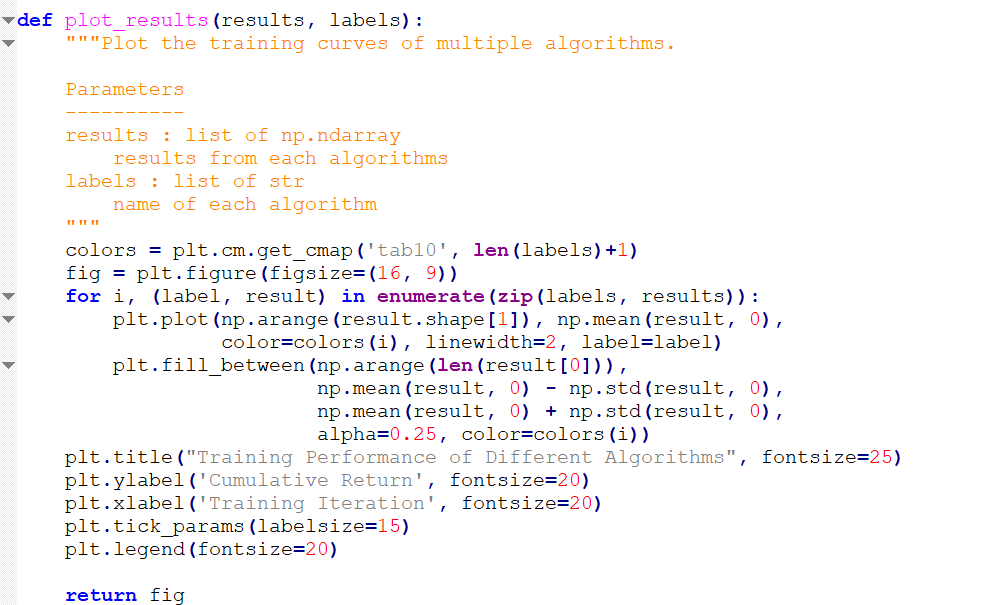 def plot_results(results, labels):
    """Plot the training curves of multiple algorithms.

    Parameters
    ----------
    results : list of np.ndarray
        results from each algorithms
    labels : list of str
        name of each algorithm
    """
    colors = plt.cm.get_cmap('tab10', len(labels)+1)
    fig = plt.figure(figsize=(16, 9))
    for i, (label, result) in enumerate(zip(labels, results)):
        plt.plot(np.arange(result.shape[1]), np.mean(result, 0),
                 color=colors(i), linewidth=2, label=label)
        plt.fill_between(np.arange(len(result[0])),
                         np.mean(result, 0) - np.std(result, 0),
                         np.mean(result, 0) + np.std(result, 0),
                         alpha=0.25, color=colors(i))
    plt.title("Training Performance of Different Algorithms", fontsize=25)
    plt.ylabel('Cumulative Return', fontsize=20)
    plt.xlabel('Training Iteration', fontsize=20)
    plt.tick_params(labelsize=15)
    plt.legend(fontsize=20)

    return fig